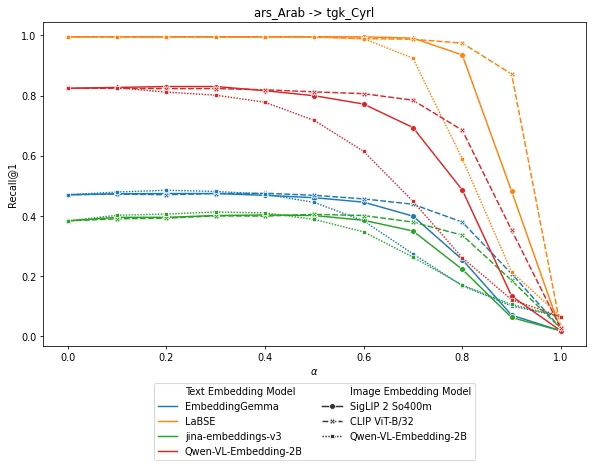 ars_Arab -> tgk_Cyrl
Recall@1
1.0
0.8
0.6
0.4
0.2
0.0
0.0 0.2 0.4 0.6 0.8 1.0
α
Text Embedding Model
EmbeddingGemma
LaBSE
jina-embeddings-v3
Qwen-VL-Embedding-2B
Image Embedding Model
SigLIP 2 So400m
CLIP ViT-B/32
Qwen-VL-Embedding-2B